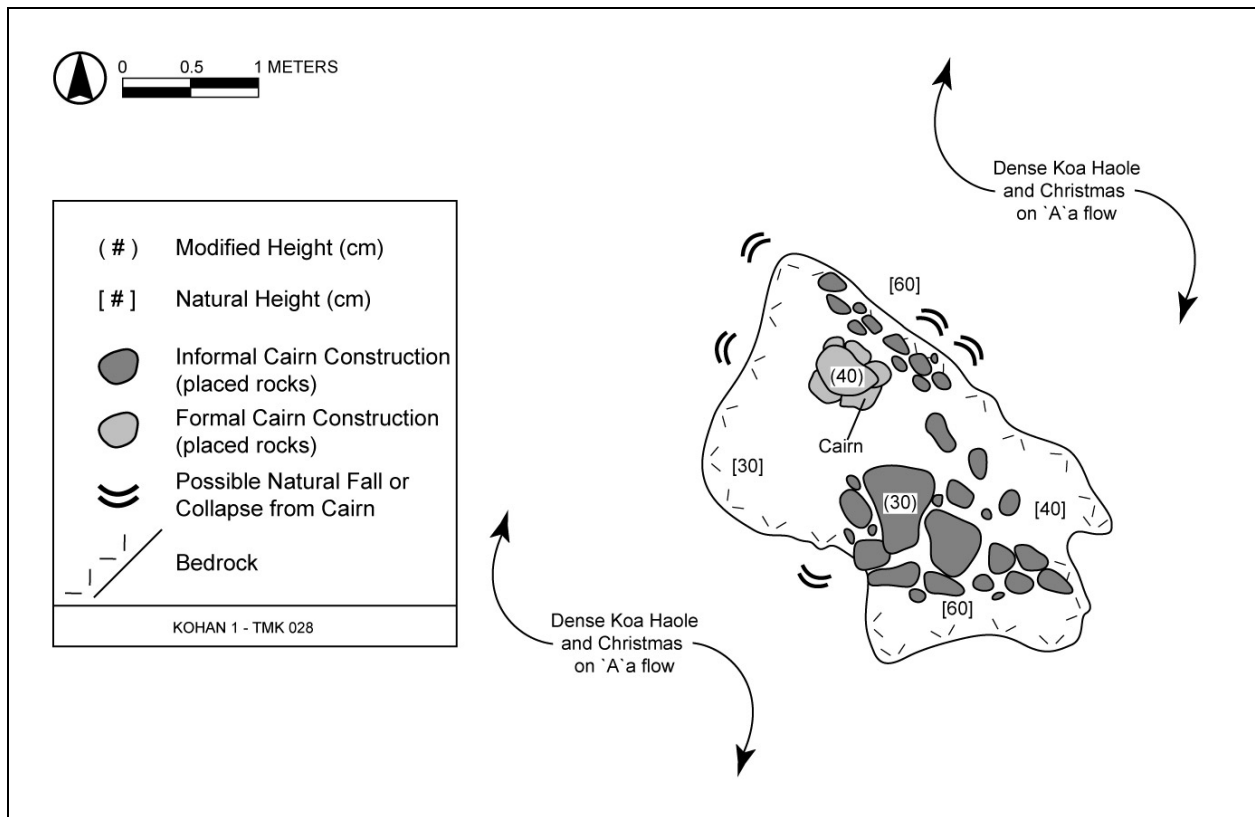 0 0.5 1 METERS
( # ) Modified Height (cm)
[ # ] Natural Height (cm)
Informal Cairn Construction
(placed rocks)
Formal Cairn Construction
(placed rocks)
Possible Natural Fall or
Collapse from Cairn
Bedrock
KOHAN 1 - TMK 028
Dense Koa Haole
and Christmas
on `A`a flow
[60]
(40)
Cairn
[30]
(30)
[40]
[60]
Dense Koa Haole
and Christmas
on `A`a flow